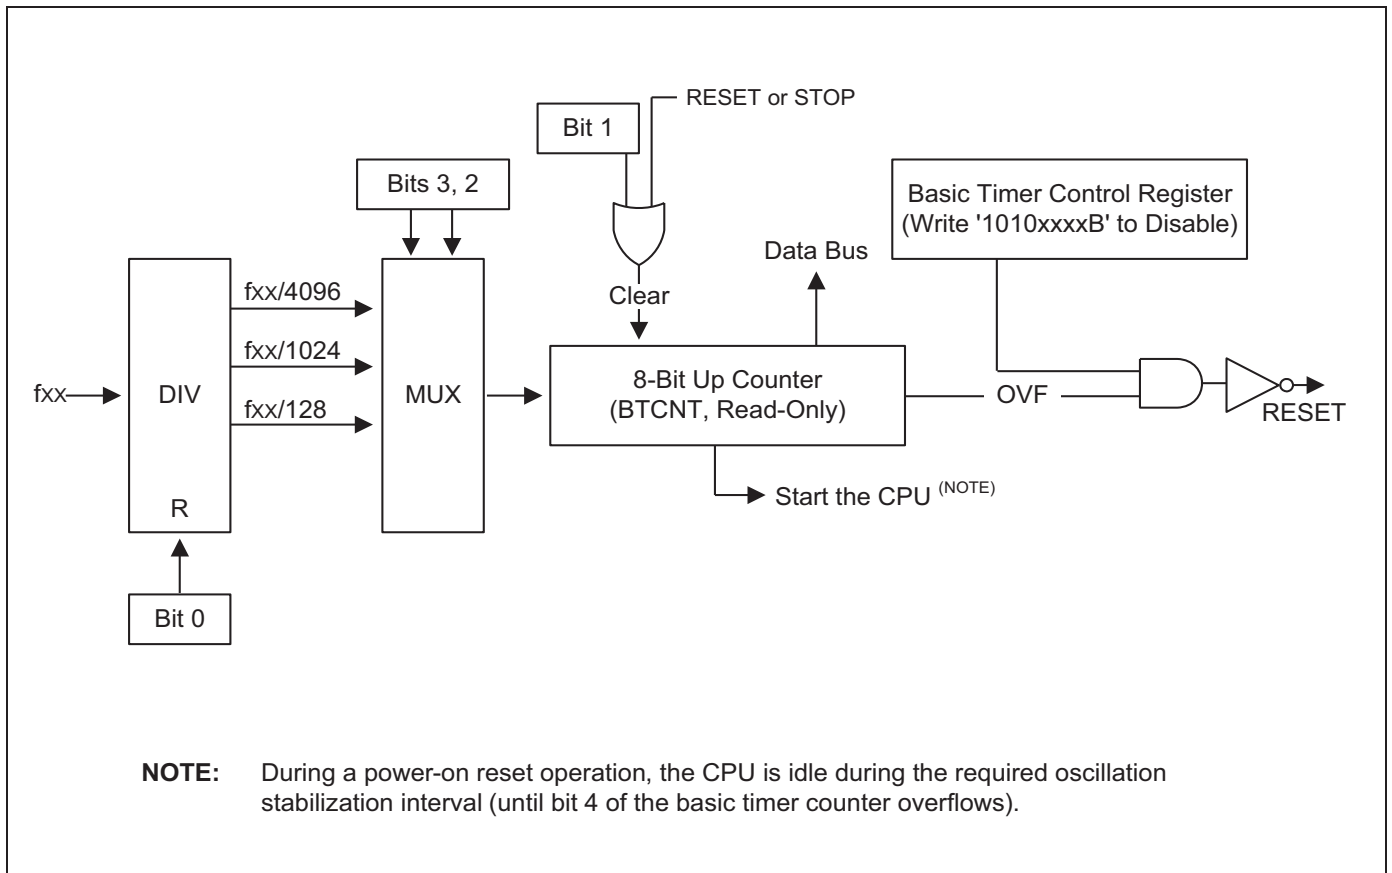 RESET or STOP
Bit 1
Bits 3, 2
Basic Timer Control Register
(Write '1010xxxxB' to Disable)
Data Bus
Clear
fxx/4096
fxx/1024
fxx/128
fxx
DIV
R
MUX
8-Bit Up Counter
(BTCNT, Read-Only)
OVF
RESET
Start the CPU (NOTE)
Bit 0
NOTE: During a power-on reset operation, the CPU is idle during the required oscillation
stabilization interval (until bit 4 of the basic timer counter overflows).